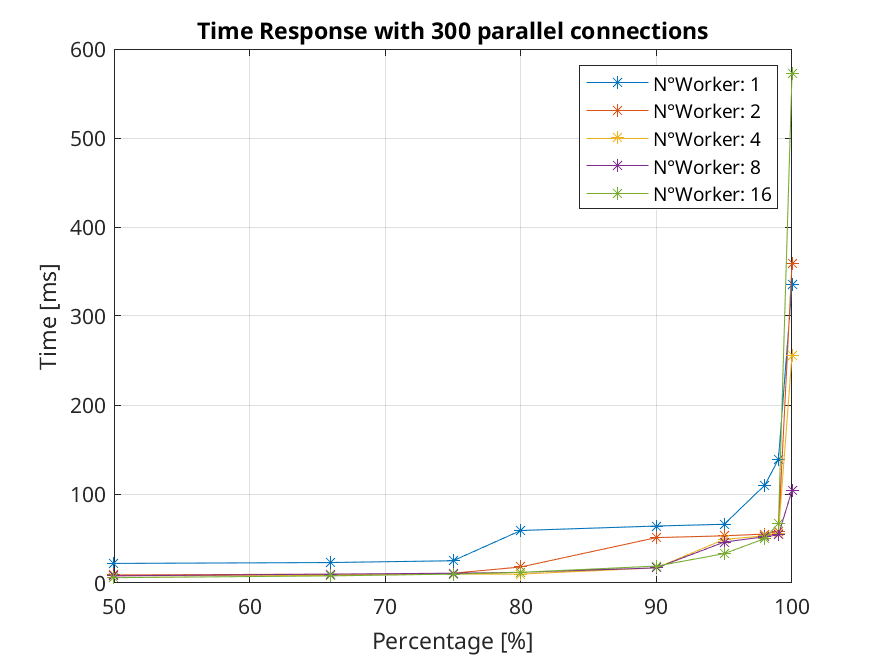 Time Response with 300 parallel connections
600
500
400
300
200
100
0
Time [ms]
50
60
70
80
90
100
Percentage [%]
N°Worker: 1
N°Worker: 2
N°Worker: 4
N°Worker: 8
N°Worker: 16